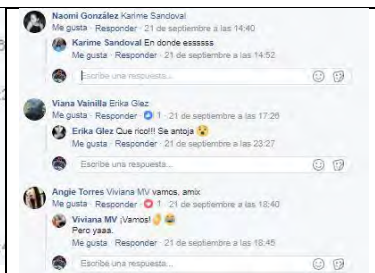 Naomi González Karime Sandoval
Me gusta · Responder · 21 de septiembre a las 14:40
Karime Sandoval En donde essssss
Me gusta · Responder · 21 de septiembre a las 14:52
Escribe una respuesta...
Viana Vainilla Erika Glez
Me gusta · Responder · 1 · 21 de septiembre a las 17:26
Erika Glez Que rico!!! Se antoja 😯
Me gusta · Responder · 21 de septiembre a las 23:27
Escribe una respuesta...
Angie Torres Viviana MV vamos, amix
Me gusta · Responder · 1 · 21 de septiembre a las 18:40
Viviana MV ¡Vamos!
Pero yaaa.
Me gusta · Responder · 21 de septiembre a las 18:45
Escribe una respuesta...